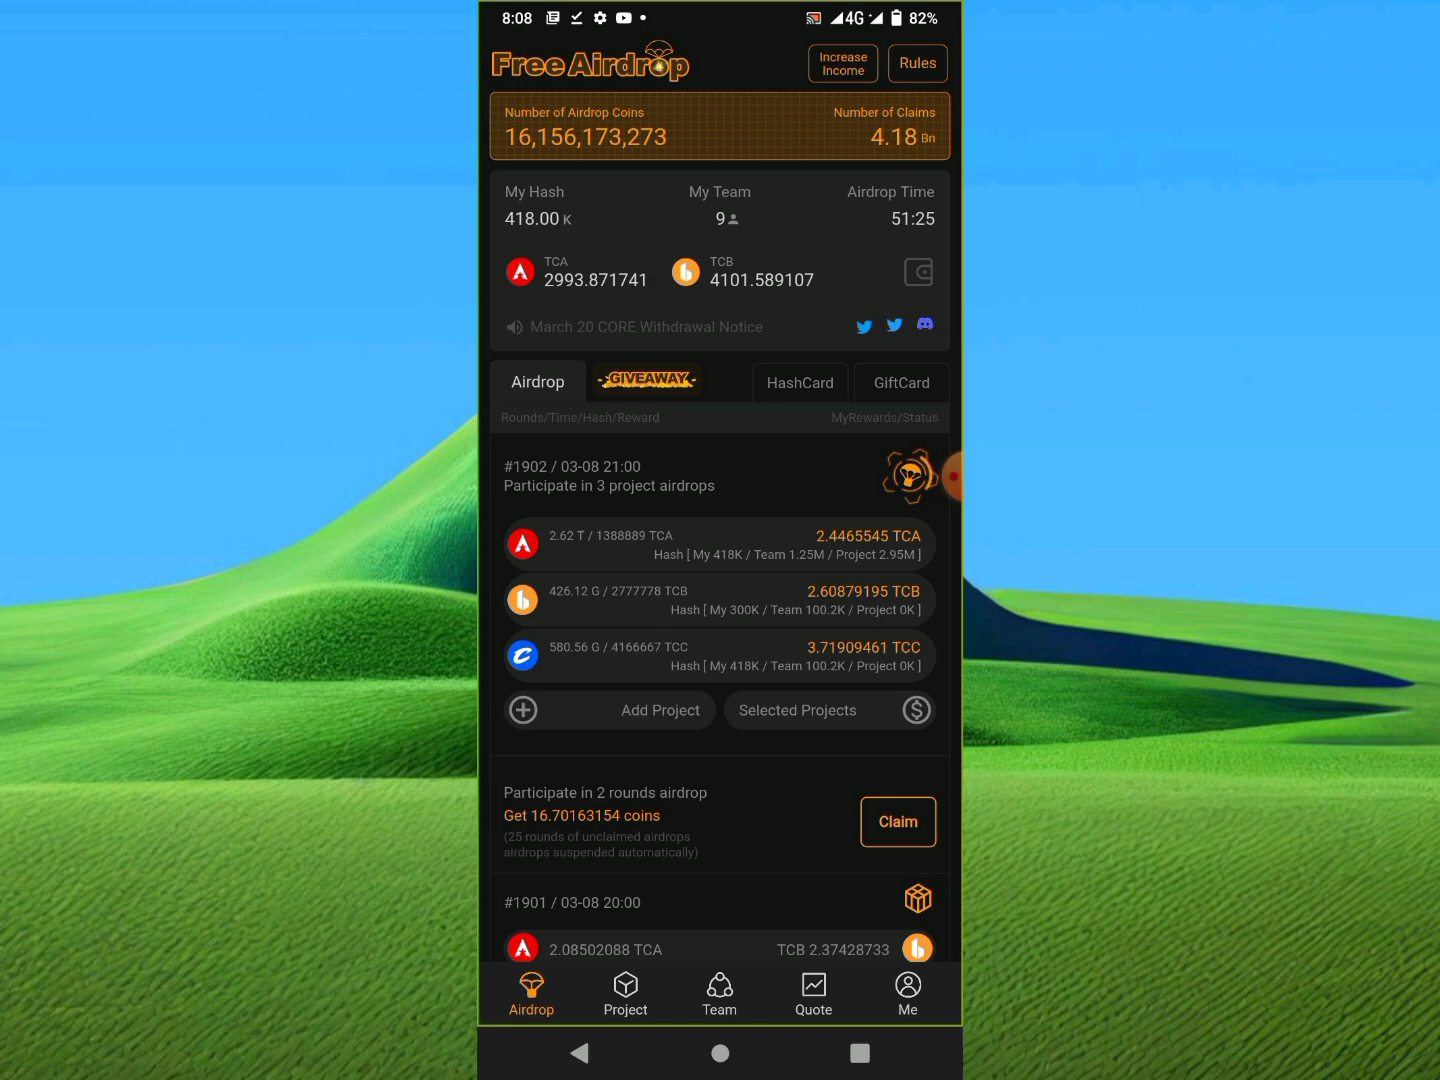 8:08
4G
82%
Free Airdrop
Increase
Income
Rules
Number of Airdrop Coins
Number of Claims
16,156,173,273
4.18 Bn
My Hash
My Team
Airdrop Time
418.00 K
9
51:25
TCA
2993.871741
TCB
4101.589107
March 20 CORE Withdrawal Notice
Airdrop
GIVEAWAY
HashCard
GiftCard
Rounds/Time/Hash/Reward
MyRewards/Status
#1902 / 03-08 21:00
Participate in 3 project airdrops
2.62 T / 1388889 TCA
2.4465545 TCA
Hash [ My 418K / Team 1.25M / Project 2.95M ]
426.12 G / 2777778 TCB
2.60879195 TCB
Hash [ My 300K / Team 100.2K / Project 0K ]
580.56 G / 4166667 TCC
3.71909461 TCC
Hash [ My 418K / Team 100.2K / Project 0K ]
Add Project
Selected Projects
Participate in 2 rounds airdrop
Get 16.70163154 coins
(25 rounds of unclaimed airdrops
airdrops suspended automatically)
Claim
#1901 / 03-08 20:00
2.08502088 TCA
TCB 2.37428733
Airdrop
Project
Team
Quote
Me